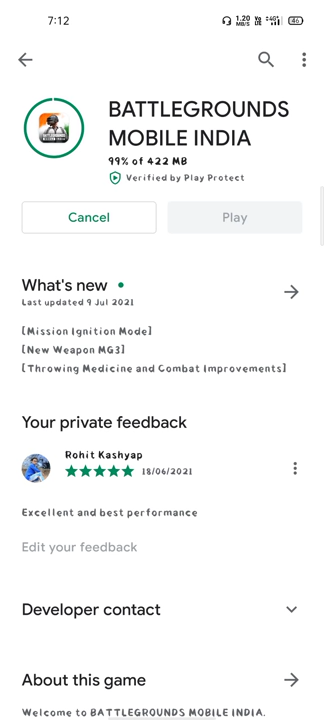 7:12
1.20
MB/S
46
BATTLEGROUNDS
MOBILE INDIA
99% of 422 MB
Verified by Play Protect
Cancel
Play
What's new
Last updated 9 Jul 2021
[Mission Ignition Mode]
[New Weapon MG3]
[Throwing Medicine and Combat Improvements]
Your private feedback
Rohit Kashyap
18/06/2021
Excellent and best performance
Edit your feedback
Developer contact
About this game
Welcome to BATTLEGROUNDS MOBILE INDIA.